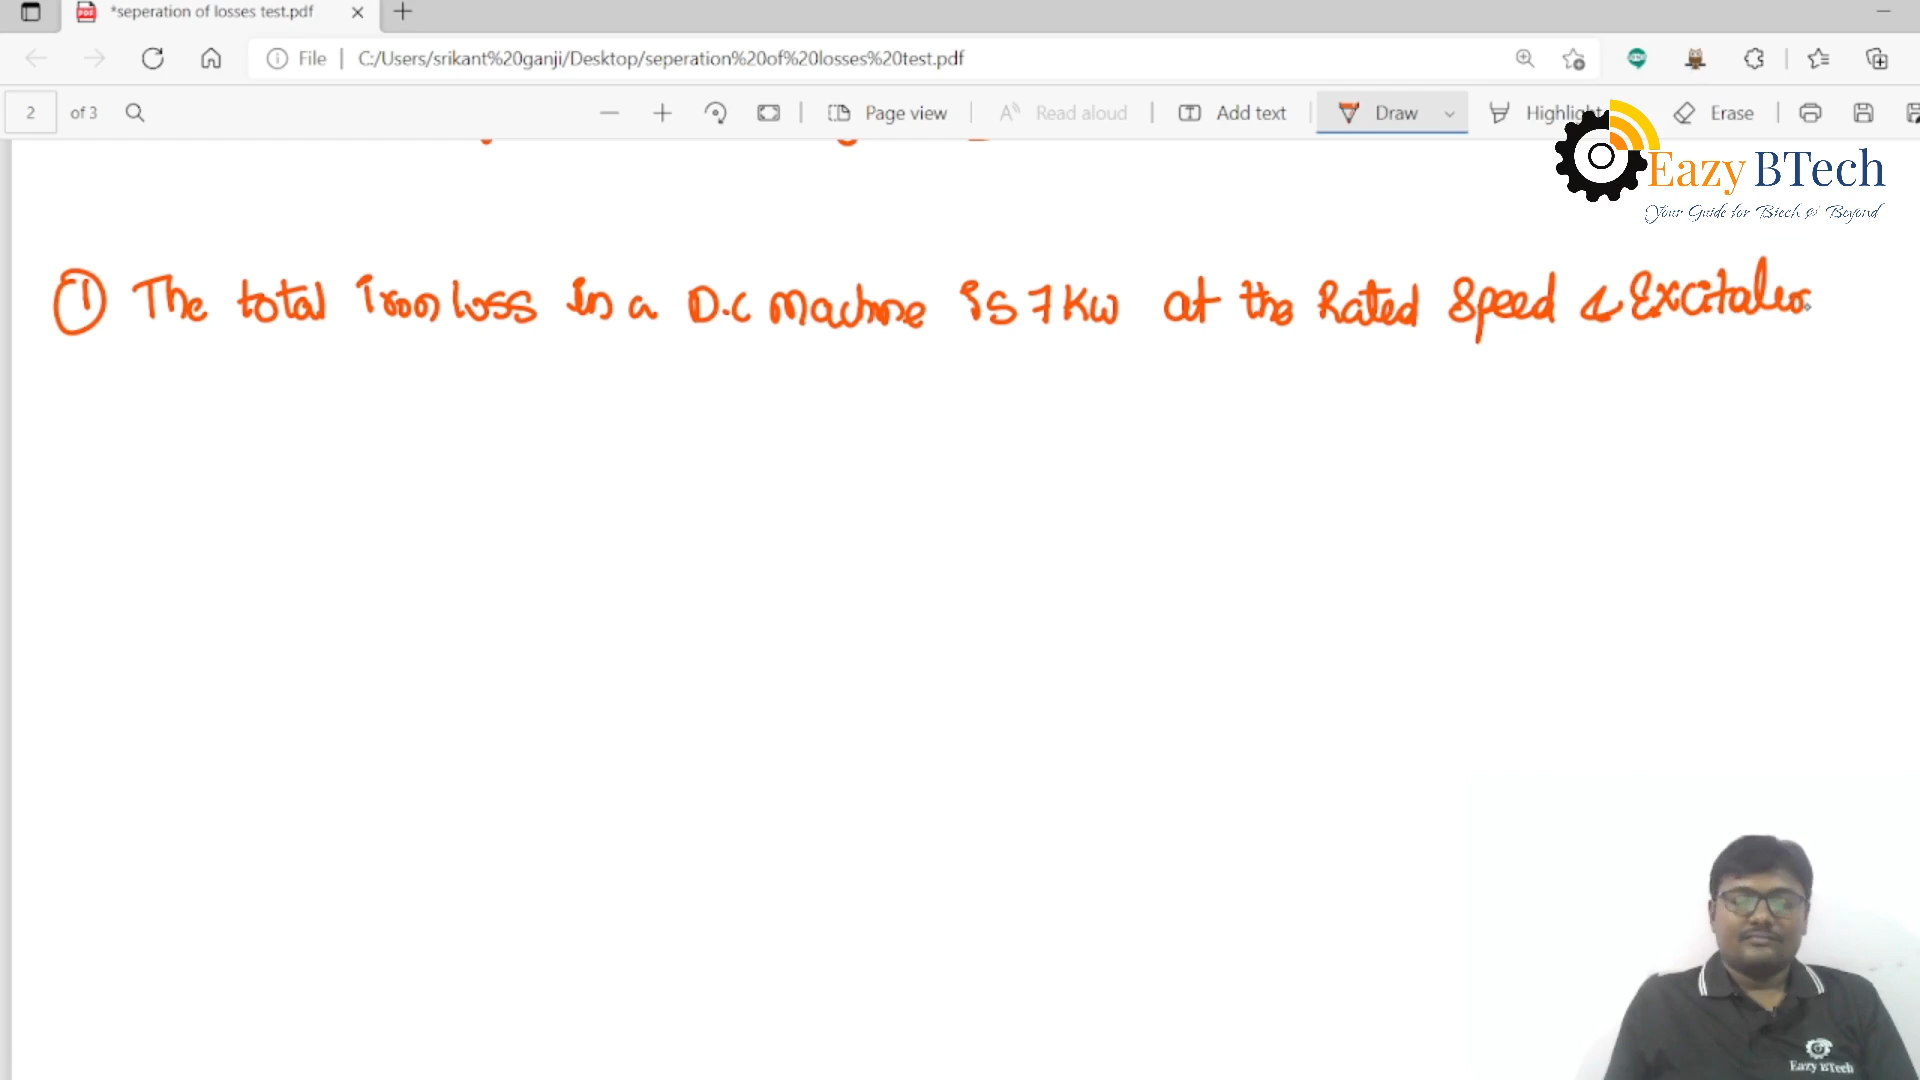 *seperation of losses test.pdf
File | C:/Users/srikant%20ganji/Desktop/seperation%20of%20losses%20test.pdf
2 of 3 Page view Read aloud Add text Draw Highlight Erase
Eazy BTech
Your Guide for Btech & Beyond
① The total iron loss in a D.C Machine is 7 KW at the Rated Speed & Excitation
Eazy BTech